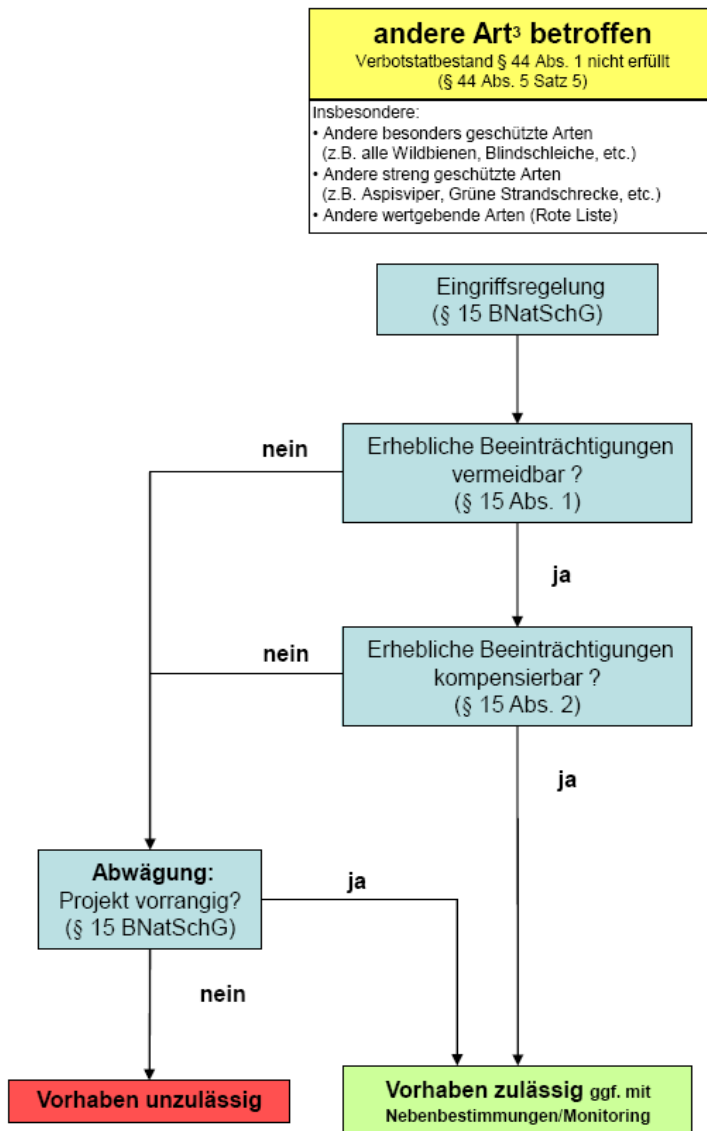 andere Art³ betroffen
Verbotstatbestand § 44 Abs. 1 nicht erfüllt
(§ 44 Abs. 5 Satz 5)
Insbesondere:
• Andere besonders geschützte Arten
(z.B. alle Wildbienen, Blindschleiche, etc.)
• Andere streng geschützte Arten
(z.B. Aspisviper, Grüne Strandschrecke, etc.)
• Andere wertgebende Arten (Rote Liste)
Eingriffsregelung
(§ 15 BNatSchG)
nein
Erhebliche Beeinträchtigungen
vermeidbar ?
(§ 15 Abs. 1)
ja
nein
Erhebliche Beeinträchtigungen
kompensierbar ?
(§ 15 Abs. 2)
ja
Abwägung:
Projekt vorrangig?
(§ 15 BNatSchG)
ja
nein
Vorhaben unzulässig
Vorhaben zulässig ggf. mit
Nebenbestimmungen/Monitoring